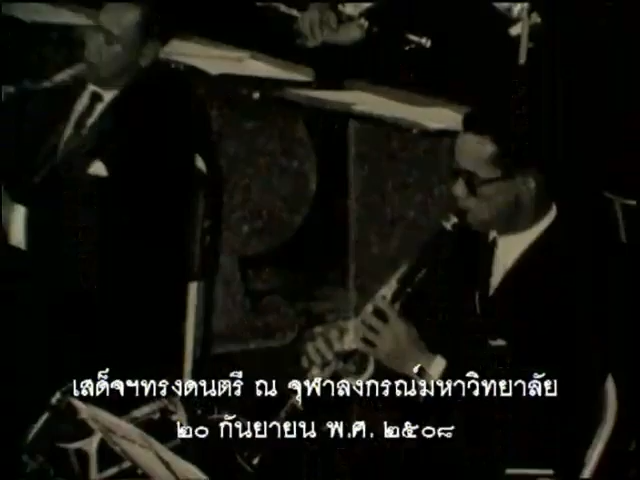 เสด็จฯทรงดนตรี ณ จุฬาลงกรณ์มหาวิทยาลัย
๒๐ กันยายน พ.ศ. ๒๕๐๘